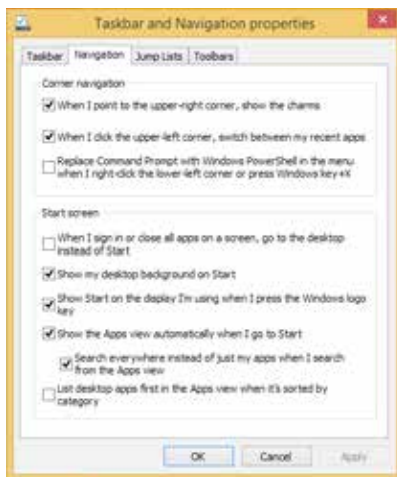 Taskbar and Navigation properties
Taskbar Navigation Jump Lists Toolbars
Corner navigation
When I point to the upper-right corner, show the charms
When I click the upper-left corner, switch between my recent apps
Replace Command Prompt with Windows PowerShell in the menu
when I right-click the lower-left corner or press Windows key+X
Start screen
When I sign in or close all apps on a screen, go to the desktop
instead of Start
Show my desktop background on Start
Show Start on the display I'm using when I press the Windows logo
key
Show the Apps view automatically when I go to Start
Search everywhere instead of just my apps when I search
from the Apps view
List desktop apps first in the Apps view when it's sorted by
category
OK Cancel Apply